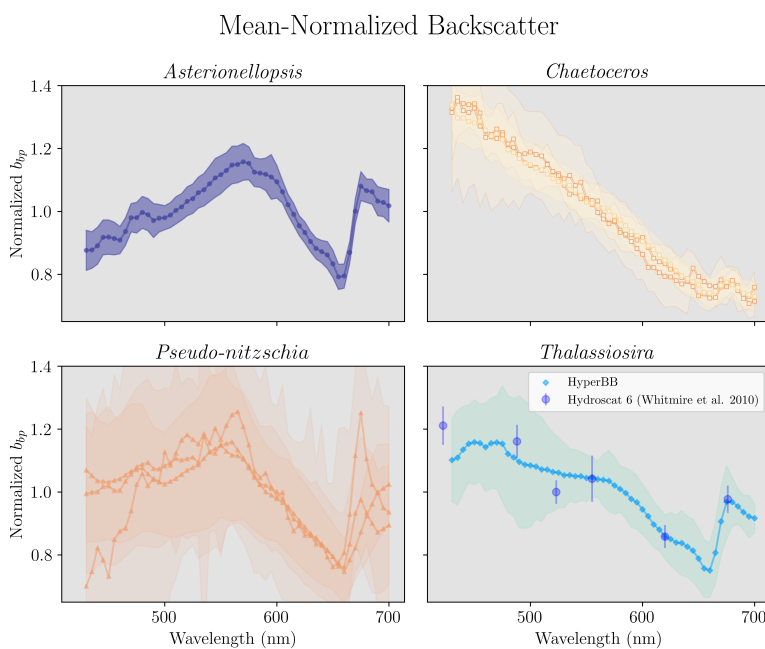 Mean-Normalized Backscatter
Asterionellopsis
Chaetoceros
1.4
1.2
1.0
0.8
Normalized b_bp
Pseudo-nitzschia
Thalassiosira
1.4
1.2
1.0
0.8
Normalized b_bp
HyperBB
Hydroscat 6 (Whitmire et al. 2010)
500
600
700
500
600
700
Wavelength (nm)
Wavelength (nm)